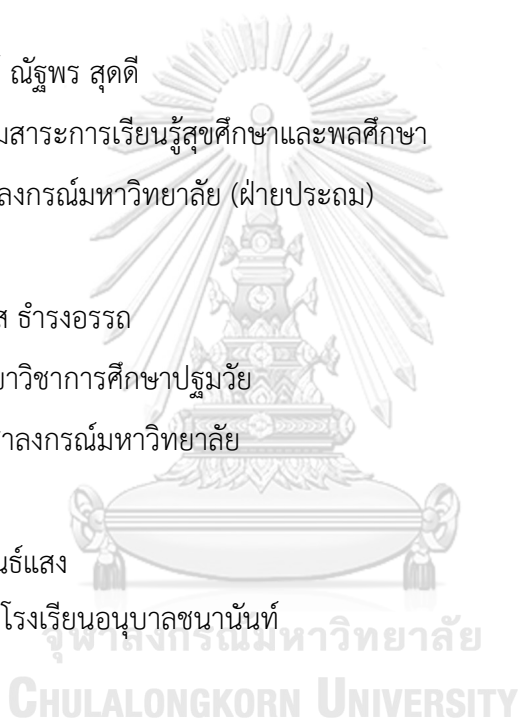 ณัฐพร สุดดี
มสาระการเรียนรู้สุขศึกษาและพลศึกษา
ลงกรณ์มหาวิทยาลัย (ฝ่ายประถม)
ส ธำรงอรรถ
าวิชาการศึกษาปฐมวัย
าลงกรณ์มหาวิทยาลัย
นธ์แสง
โรงเรียนอนุบาลชนานันท์
จุฬาลงกรณ์มหาวิทยาลัย
CHULALONGKORN UNIVERSITY